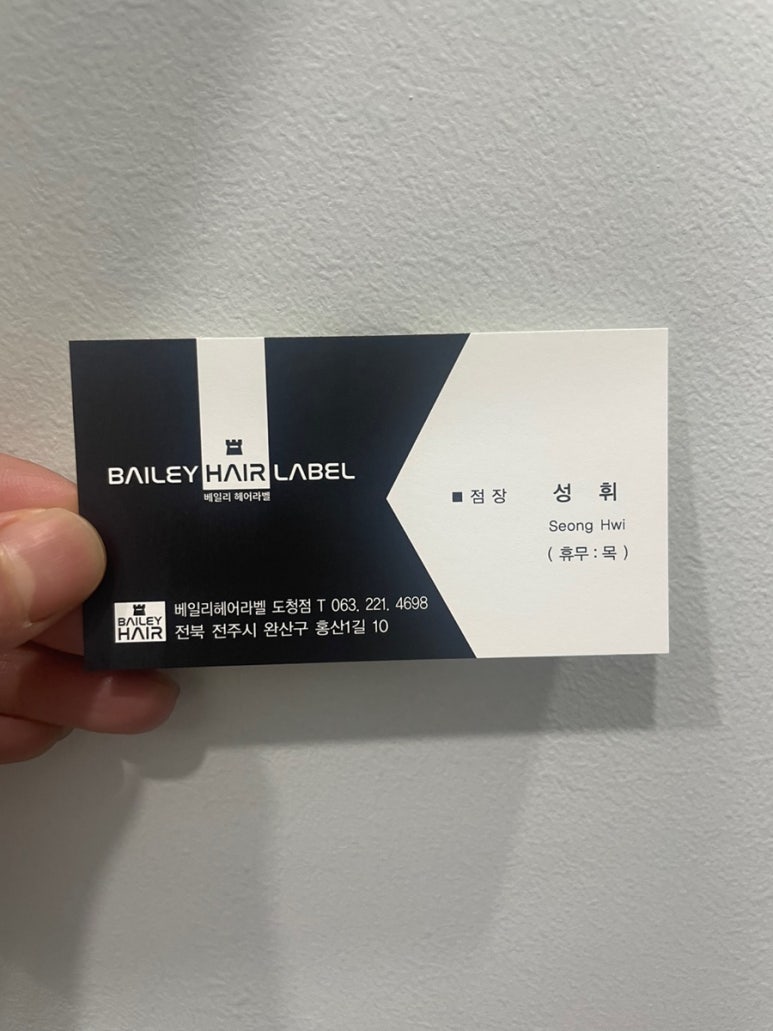 BAILEY HAIR LABEL
베일리 헤어라벨
■ 점장 성 휘
Seong Hwi
( 휴무 : 목 )
BAILEY
HAIR
베일리헤어라벨 도청점 T 063. 221. 4698
전북 전주시 완산구 홍산1길 10